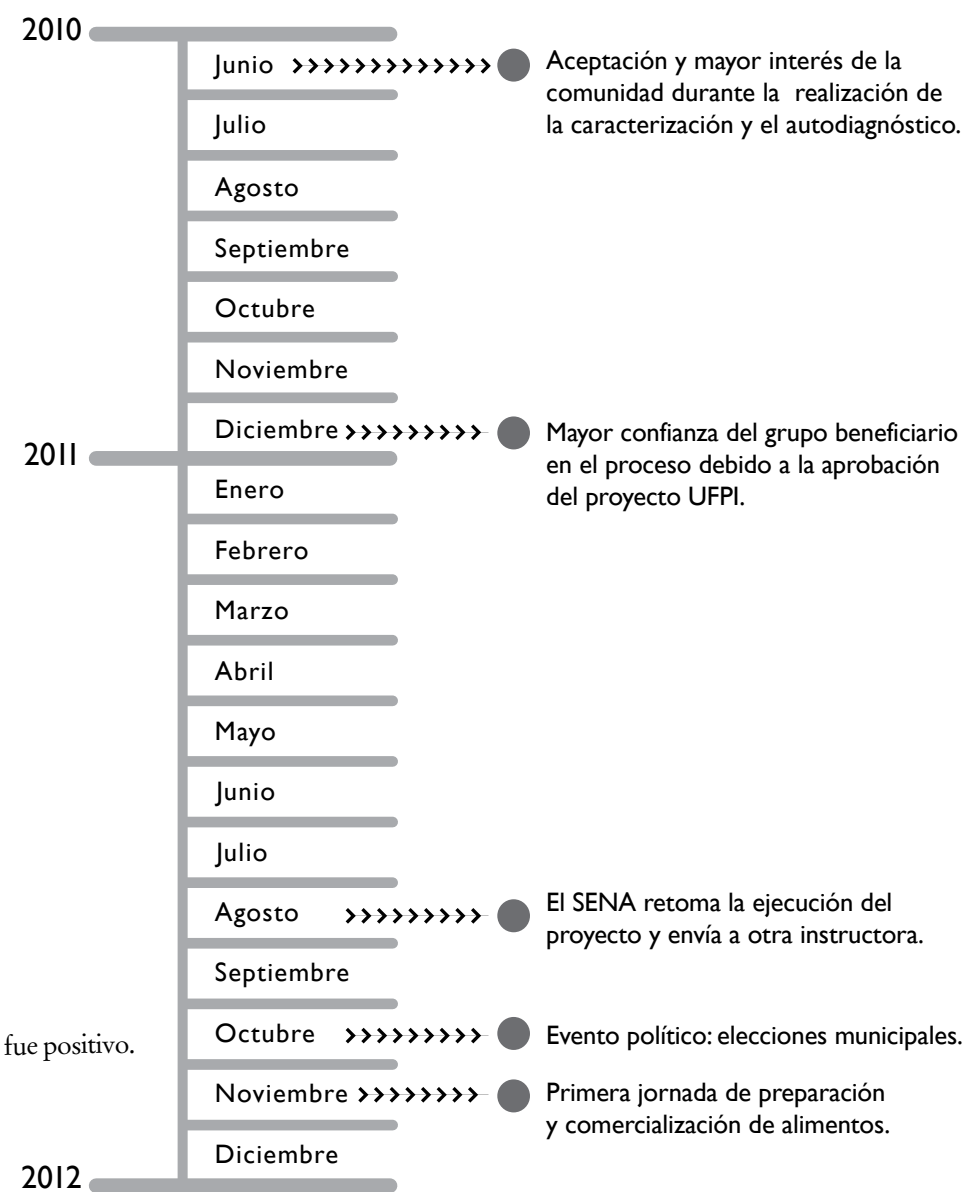 2010
Junio
Aceptación y mayor interés de la
comunidad durante la realización de
la caracterización y el autodiagnóstico.
Julio
Agosto
Septiembre
Octubre
Noviembre
Diciembre
Mayor confianza del grupo beneficiario
en el proceso debido a la aprobación
del proyecto UFPI.
2011
Enero
Febrero
Marzo
Abril
Mayo
Junio
Julio
Agosto
El SENA retoma la ejecución del
proyecto y envía a otra instructora.
Septiembre
fue positivo.
Octubre
Evento político: elecciones municipales.
Noviembre
Primera jornada de preparación
y comercialización de alimentos.
Diciembre
2012